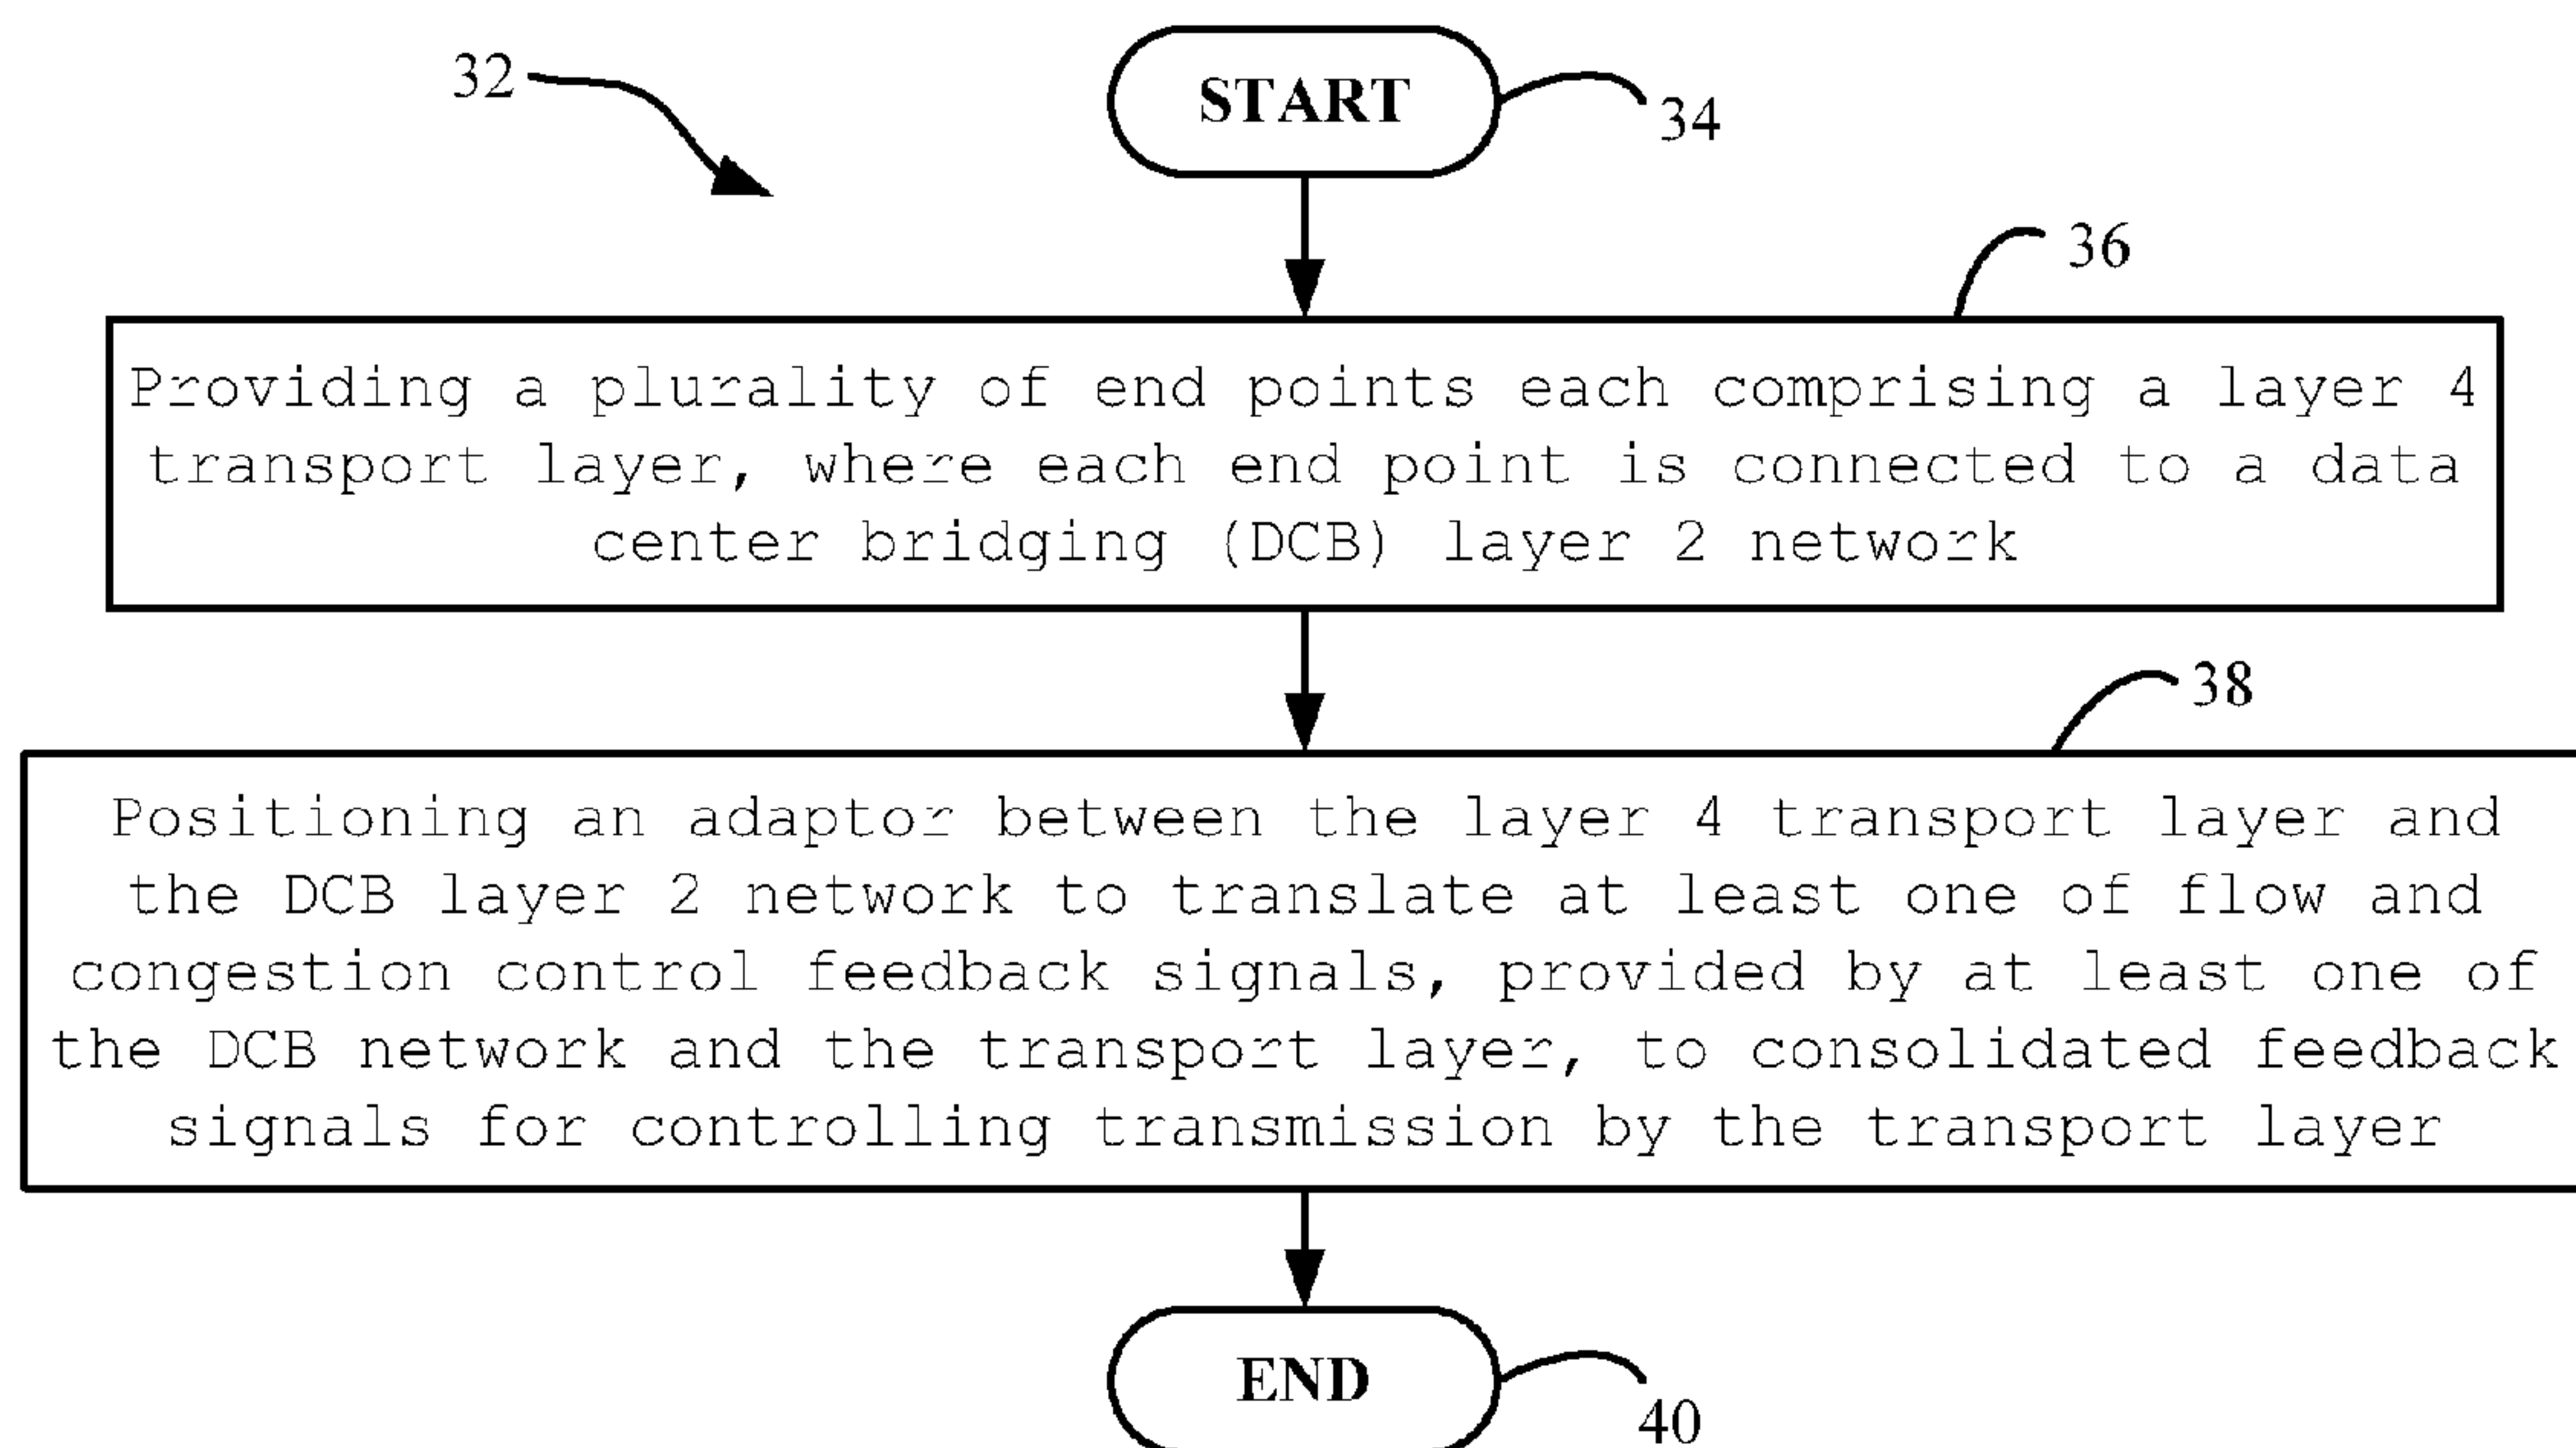 32
START
34
36
Providing a plurality of end points each comprising a layer 4
transport layer, where each end point is connected to a data
center bridging (DCB) layer 2 network
38
Positioning an adaptor between the layer 4 transport layer and
the DCB layer 2 network to translate at least one of flow and
congestion control feedback signals, provided by at least one of
the DCB network and the transport layer, to consolidated feedback
signals for controlling transmission by the transport layer
END
40